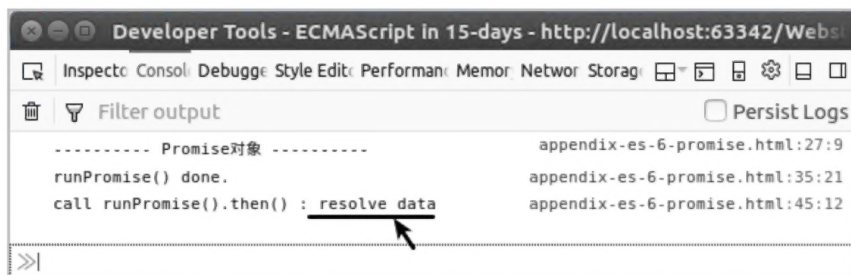 Developer Tools - ECMAScript in 15-days - http://localhost:63342/Websi
Inspecto Consol Debugge Style Edit Performan Memor Networ Storag
Filter output Persist Logs
---------- Promise对象 ---------- appendix-es-6-promise.html:27:9
runPromise() done. appendix-es-6-promise.html:35:21
call runPromise().then() : resolve data appendix-es-6-promise.html:45:12
≫